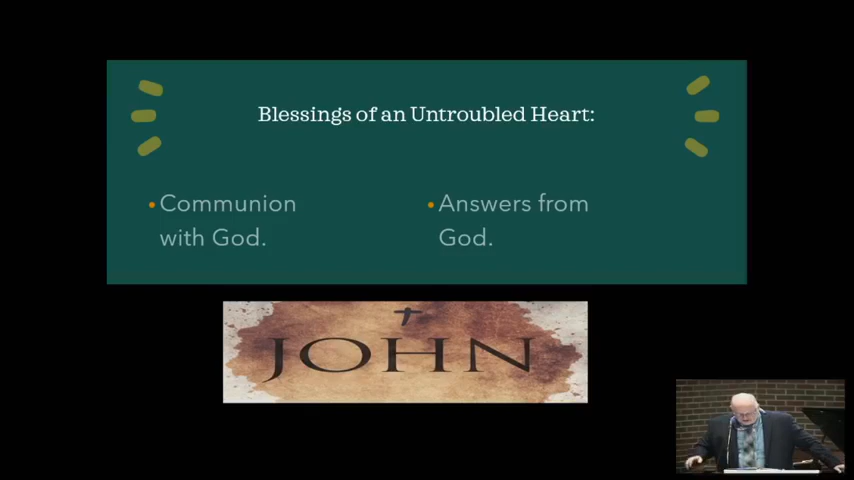 Blessings of an Untroubled Heart:
• Communion
with God.
• Answers from
God.
JOHN